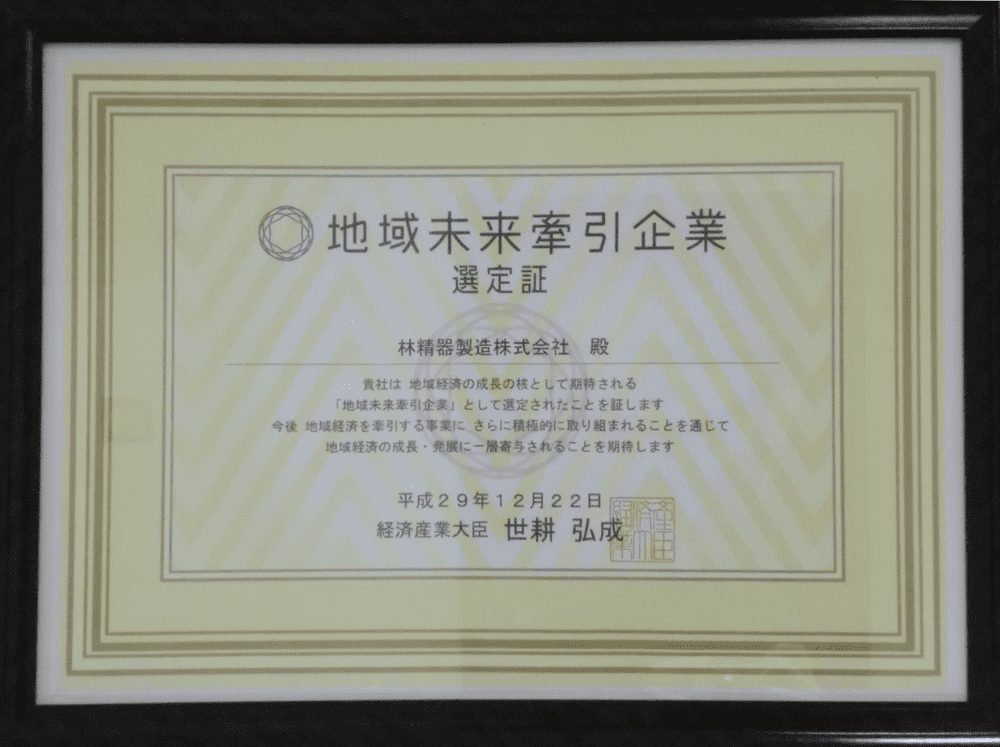 地域未来牽引企業
選定証
林精器製造株式会社　殿
貴社は 地域経済の成長の核として期待される
「地域未来牽引企業」として選定されたことを証します
今後 地域経済を牽引する事業に さらに積極的に取り組まれることを通じて
地域経済の成長・発展に一層寄与されることを期待します
平成２９年１２月２２日
経済産業大臣 世耕 弘成